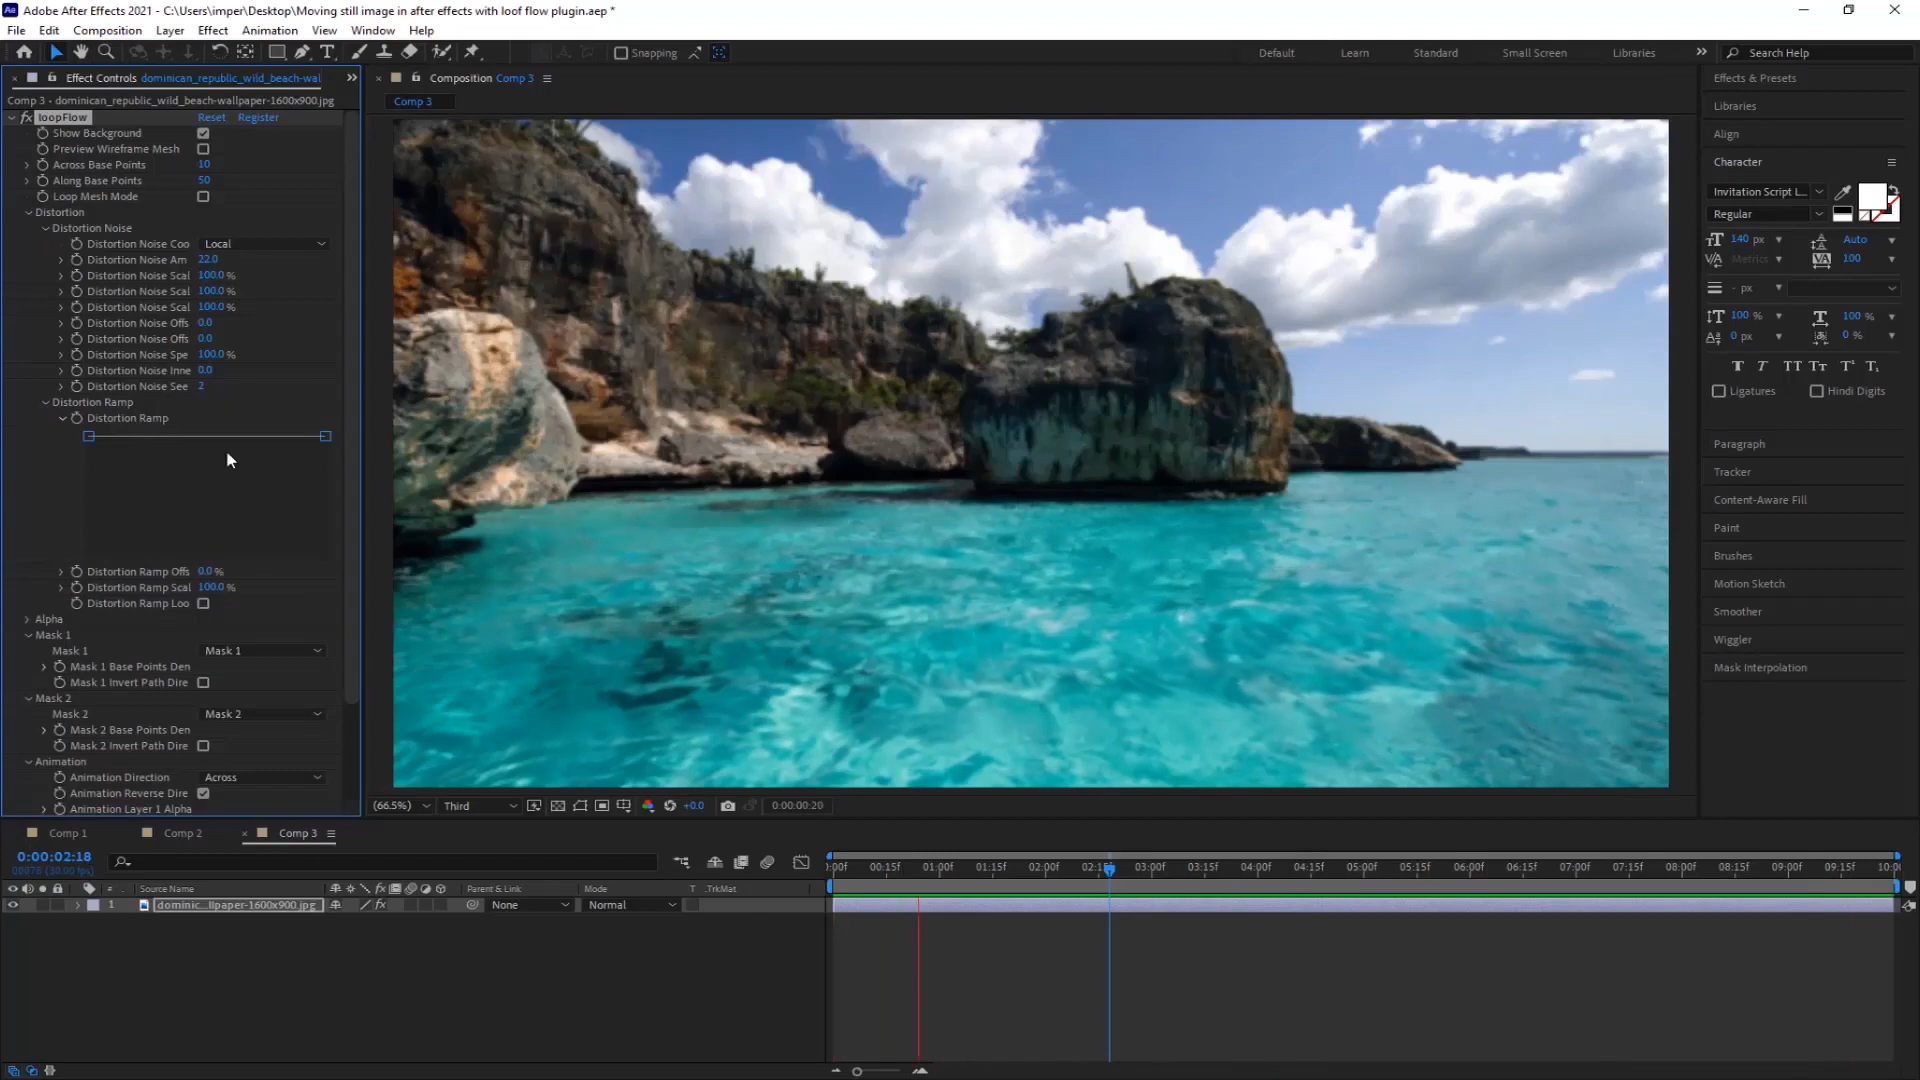 Adobe After Effects 2021 - C:\Users\imper\Desktop\Moving still image in after effects with loof flow plugin.aep *
File Edit Composition Layer Effect Animation View Window Help
Snapping
Default Learn Standard Small Screen Libraries Search Help
Effect Controls dominican_republic_wild_beach-wal
Composition Comp 3
Comp 3 • dominican_republic_wild_beach-wallpaper-1600x900.jpg
Comp 3
fx loopFlow Reset Register
Show Background
Preview Wireframe Mesh
Across Base Points 10
Along Base Points 50
Loop Mesh Mode
Distortion
Distortion Noise
Distortion Noise Coo Local
Distortion Noise Am 22.0
Distortion Noise Scal 100.0 %
Distortion Noise Scal 100.0 %
Distortion Noise Scal 100.0 %
Distortion Noise Offs 0.0
Distortion Noise Offs 0.0
Distortion Noise Spe 100.0 %
Distortion Noise Inne 0.0
Distortion Noise See 2
Distortion Ramp
Distortion Ramp
Distortion Ramp Offs 0.0 %
Distortion Ramp Scal 100.0 %
Distortion Ramp Loo
Alpha
Mask 1
Mask 1 Mask 1
Mask 1 Base Points Den
Mask 1 Invert Path Dire
Mask 2
Mask 2 Mask 2
Mask 2 Base Points Den
Mask 2 Invert Path Dire
Animation
Animation Direction Across
Animation Reverse Dire
Animation Layer 1 Alpha
(66.5%) Third +0.0 0:00:00:20
Effects & Presets
Libraries
Align
Character
Invitation Script L...
Regular
140 px Auto
Metrics 100
- px
100 % 100 %
0 px 0 %
T T TT Tт T¹ T₁
Ligatures Hindi Digits
Paragraph
Tracker
Content-Aware Fill
Paint
Brushes
Motion Sketch
Smoother
Wiggler
Mask Interpolation
Comp 1 Comp 2 Comp 3
0:00:02:18
00078 (30.00 fps)
# Source Name Parent & Link Mode T .TrkMat
1 dominic...llpaper-1600x900.jpg None Normal
:00f 00:15f 01:00f 01:15f 02:00f 02:15f 03:00f 03:15f 04:00f 04:15f 05:00f 05:15f 06:00f 06:15f 07:00f 07:15f 08:00f 08:15f 09:00f 09:15f 10:0